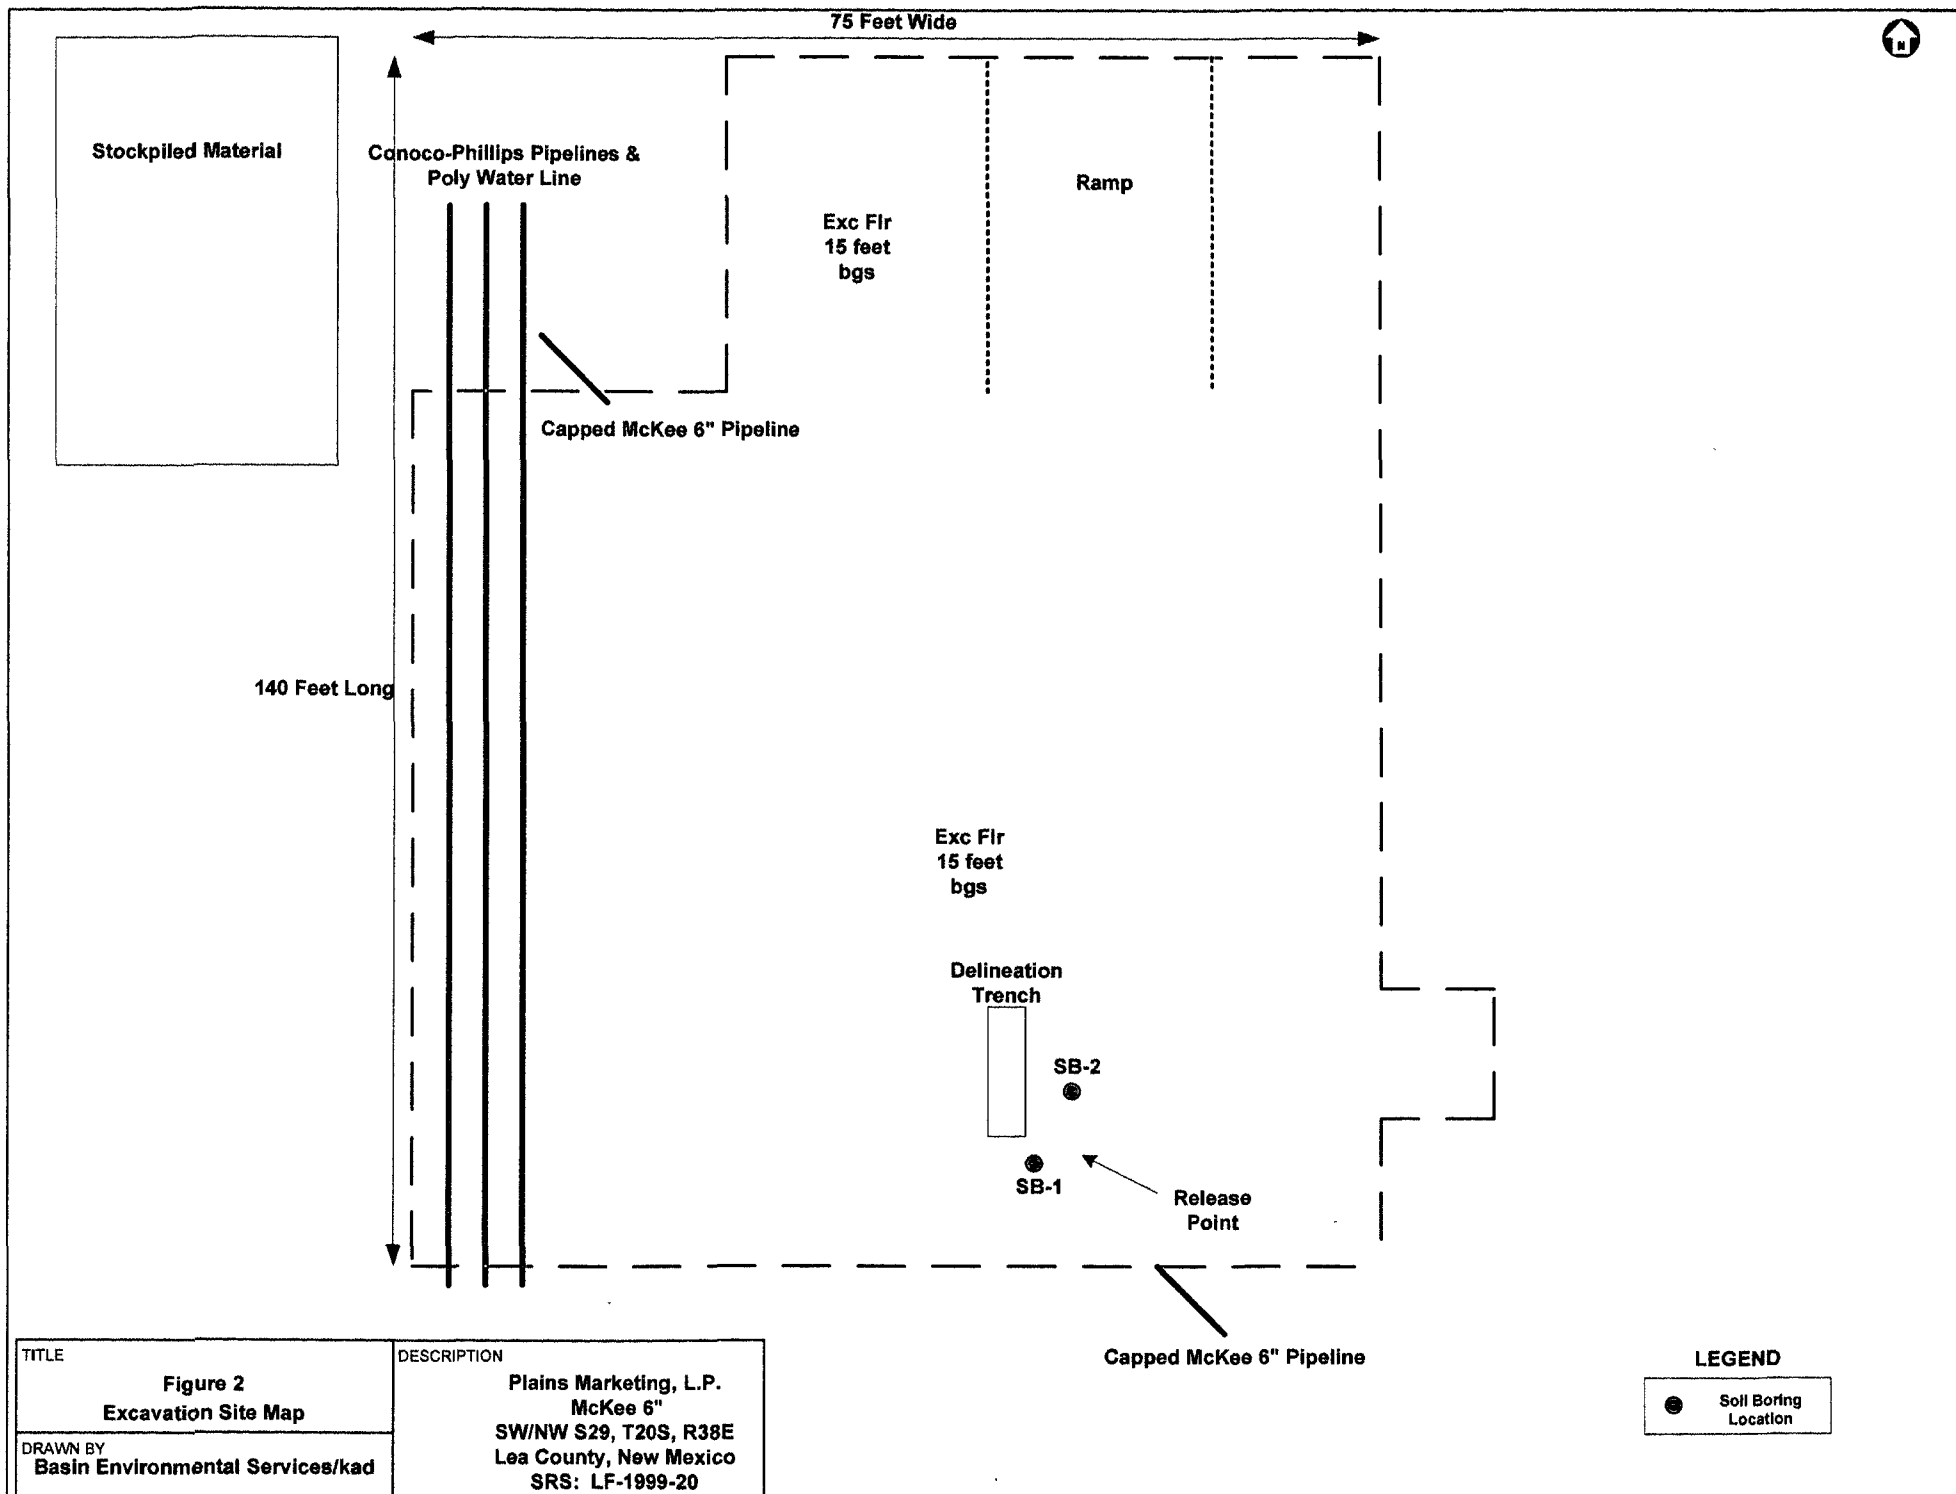 75 Feet Wide
N
Stockpiled Material
Conoco-Phillips Pipelines &
Poly Water Line
Ramp
Exc Flr
15 feet
bgs
Capped McKee 6" Pipeline
140 Feet Long
Exc Flr
15 feet
bgs
Delineation
Trench
SB-2
SB-1
Release
Point
Capped McKee 6" Pipeline
TITLE
Figure 2
Excavation Site Map
DRAWN BY
Basin Environmental Services/kad
DESCRIPTION
Plains Marketing, L.P.
McKee 6"
SW/NW S29, T20S, R38E
Lea County, New Mexico
SRS: LF-1999-20
LEGEND
Soil Boring
Location